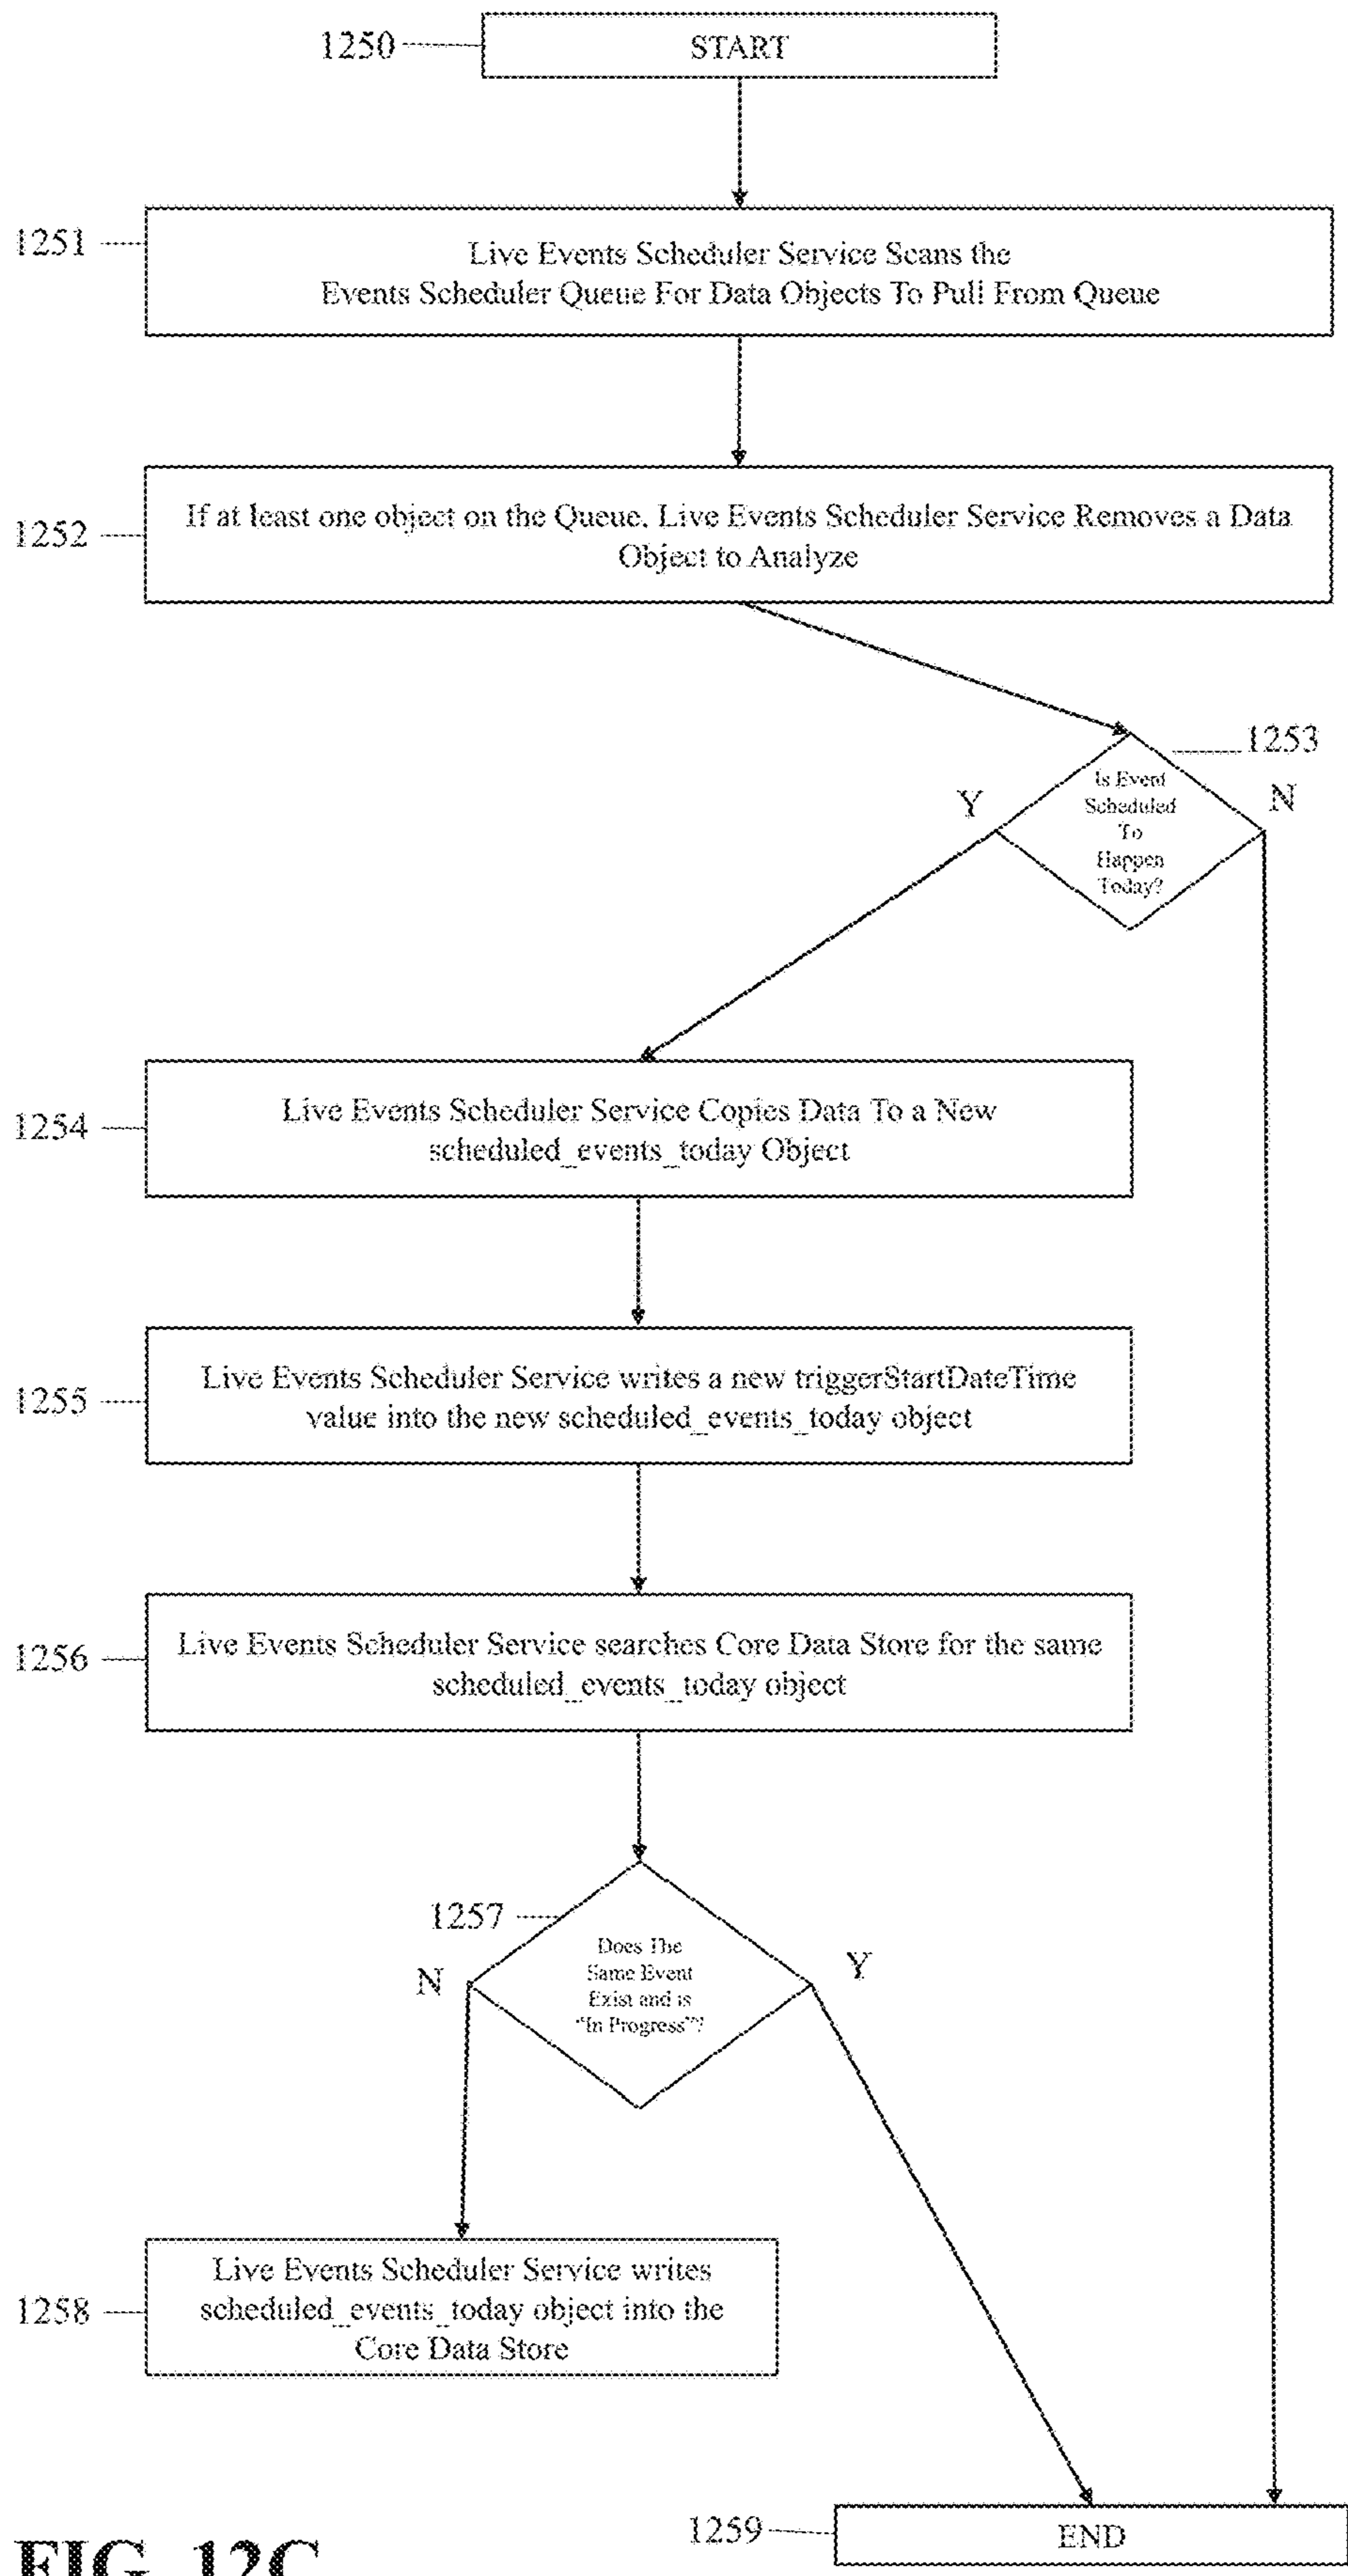 1250
START
1251
Live Events Scheduler Service Scans the
Events Scheduler Queue For Data Objects To Pull From Queue
1252
If at least one object on the Queue, Live Events Scheduler Service Removes a Data
Object to Analyze
1253
Y
N
Is Event
Scheduled
To
Happen
Today?
1254
Live Events Scheduler Service Copies Data To a New
scheduled_events_today Object
1255
Live Events Scheduler Service writes a new triggerStartDateTime
value into the new scheduled_events_today object
1256
Live Events Scheduler Service searches Core Data Store for the same
scheduled_events_today object
1257
N
Y
Does The
Same Event
Exist and is
"In Progress"?
1258
Live Events Scheduler Service writes
scheduled_events_today object into the
Core Data Store
1259
END
FIG. 12C